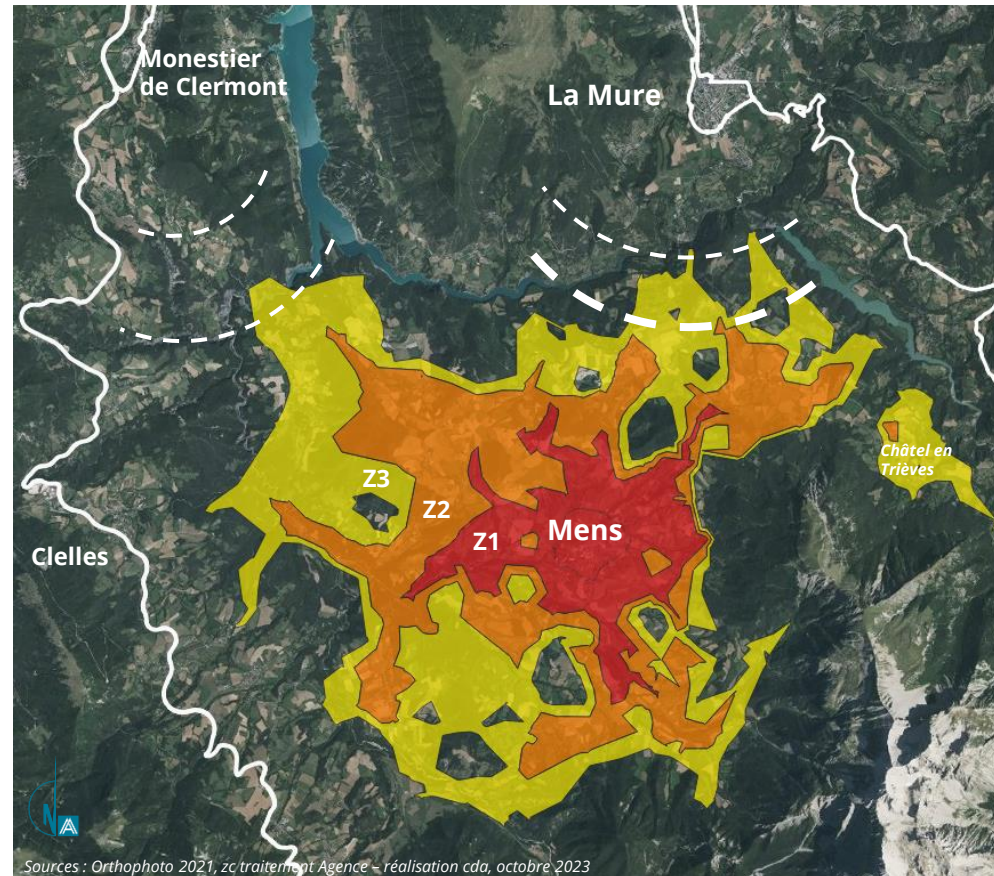 Monestier
de Clermont
La Mure
Châtel en
Trièves
Z3
Z2
Z1
Mens
Clelles
N
Sources : Orthophoto 2021, zc traitement Agence – réalisation cda, octobre 2023